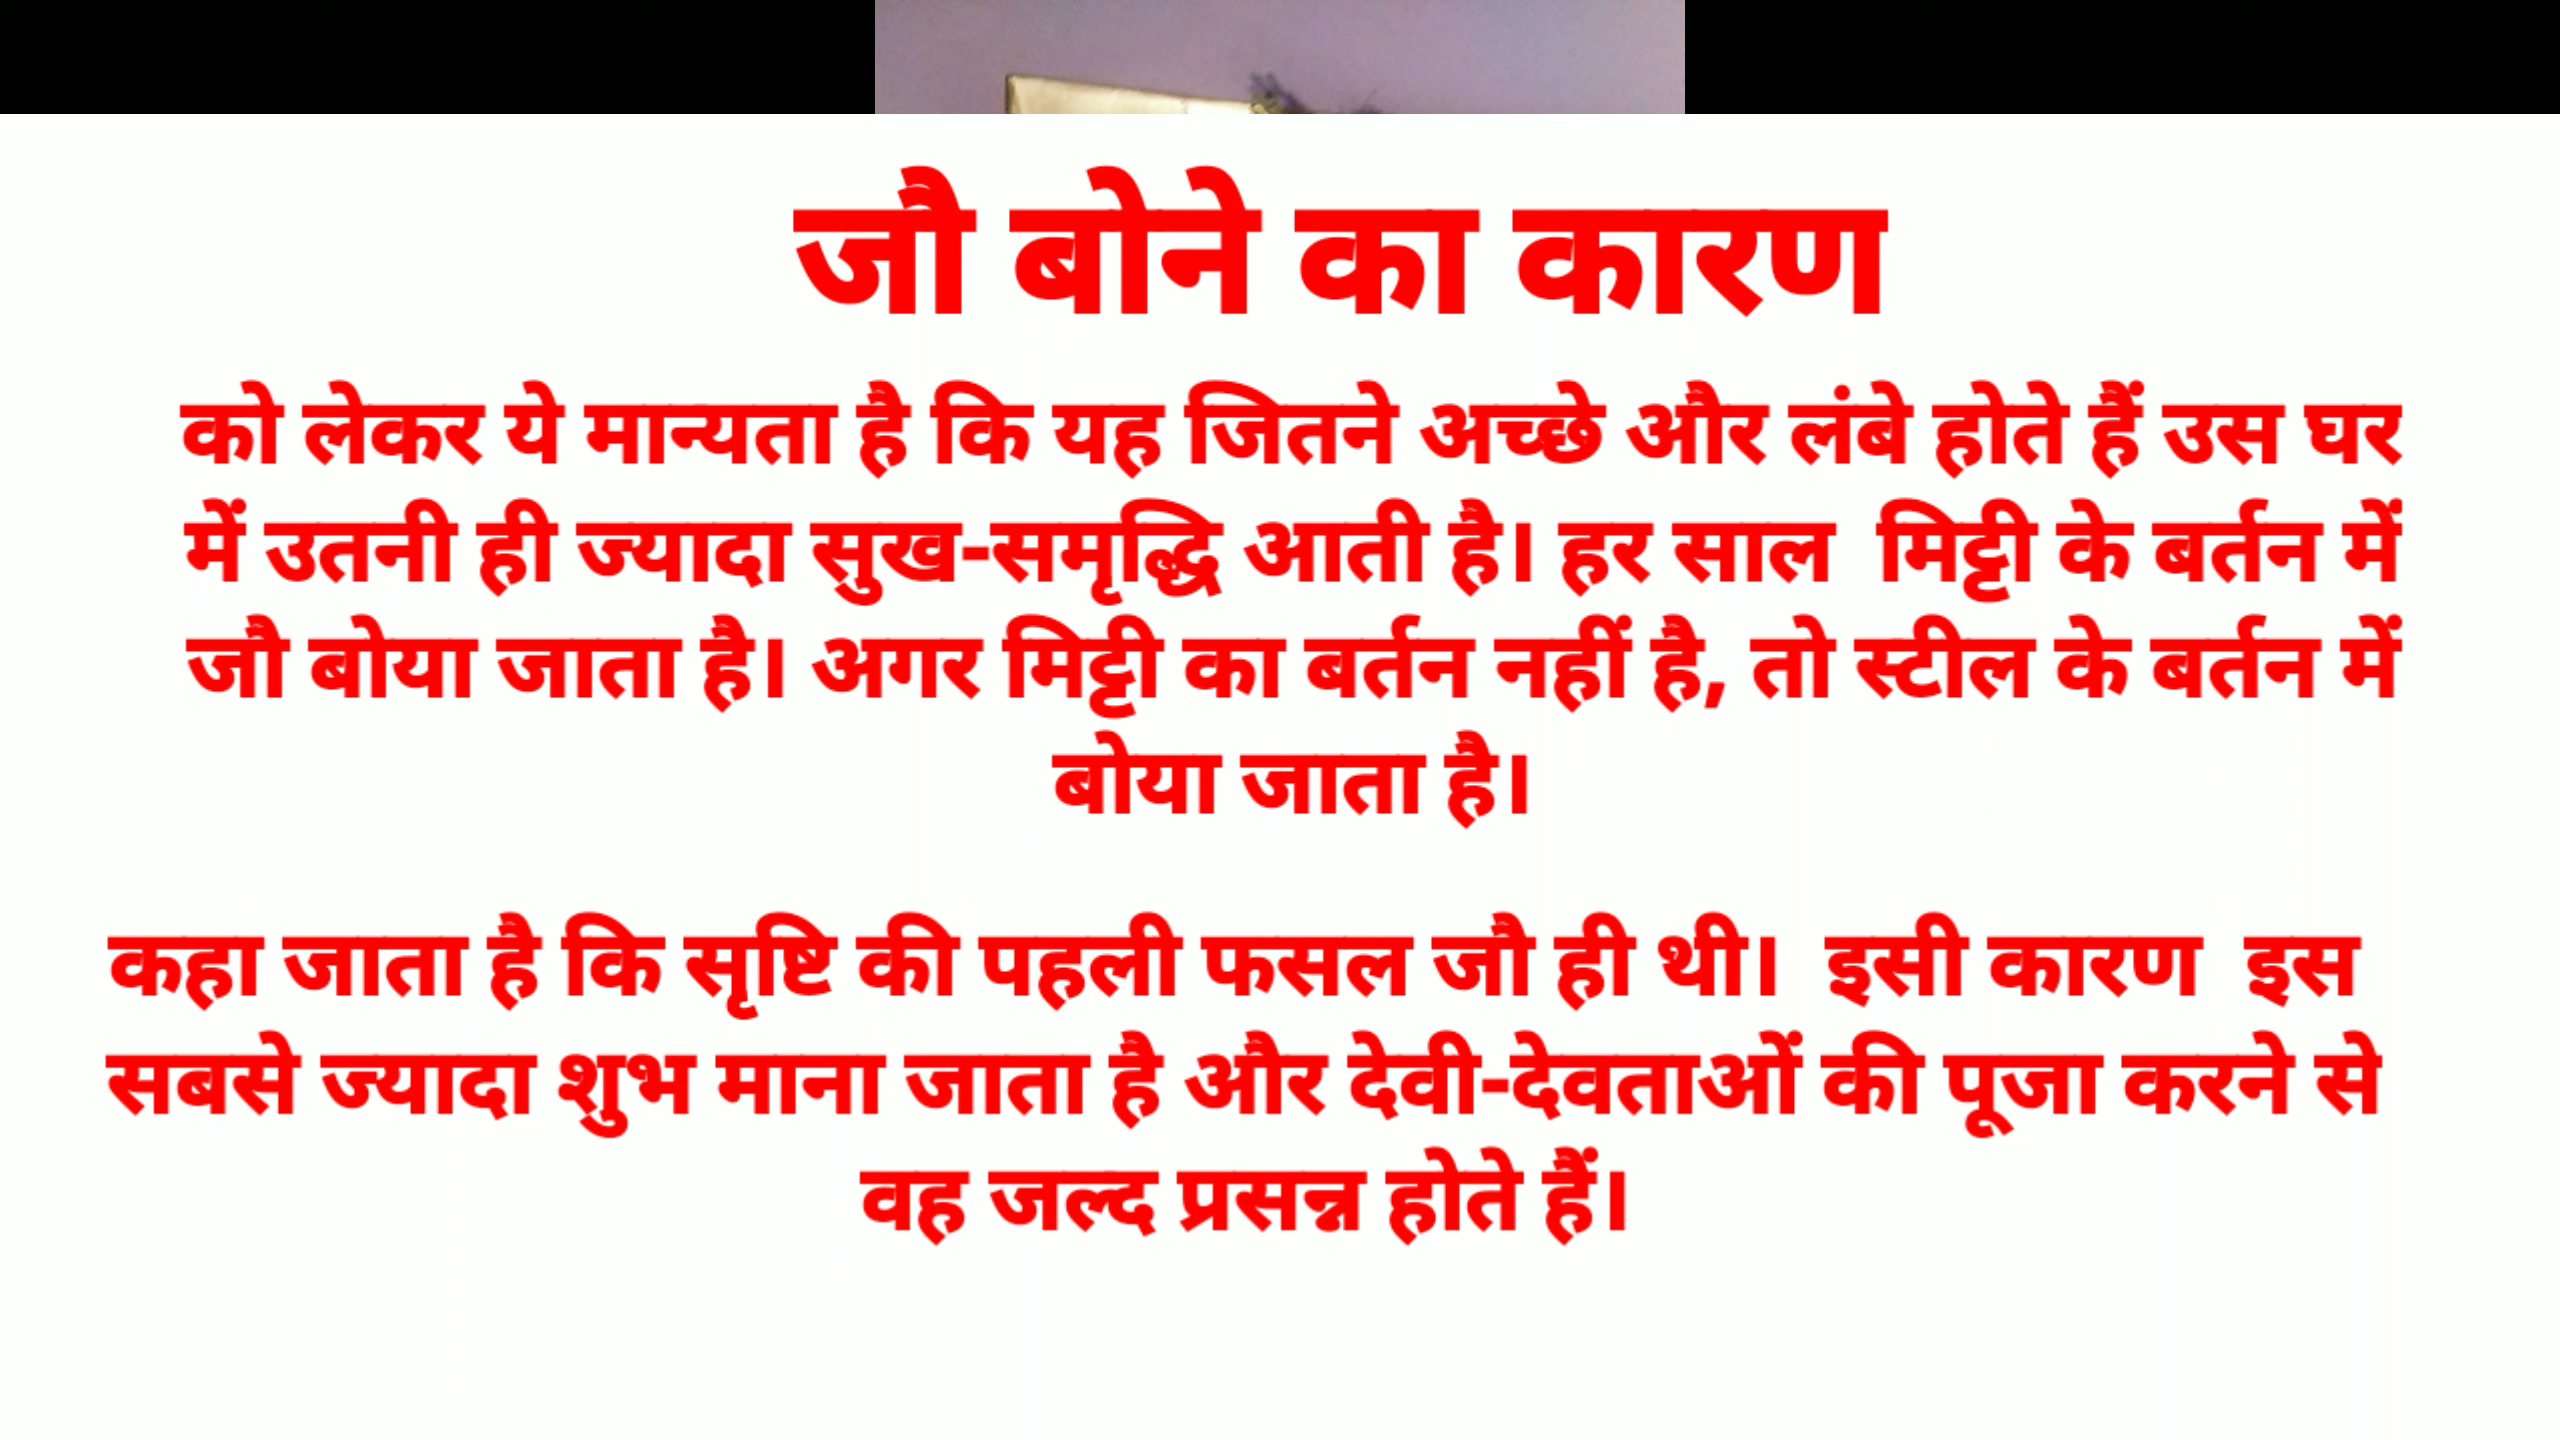 जौ बोने का कारण
को लेकर ये मान्यता है कि यह जितने अच्छे और लंबे होते हैं उस घर
में उतनी ही ज्यादा सुख-समृद्धि आती है। हर साल मिट्टी के बर्तन में
जौ बोया जाता है। अगर मिट्टी का बर्तन नहीं है, तो स्टील के बर्तन में
बोया जाता है।
कहा जाता है कि सृष्टि की पहली फसल जौ ही थी। इसी कारण इस
सबसे ज्यादा शुभ माना जाता है और देवी-देवताओं की पूजा करने से
वह जल्द प्रसन्न होते हैं।